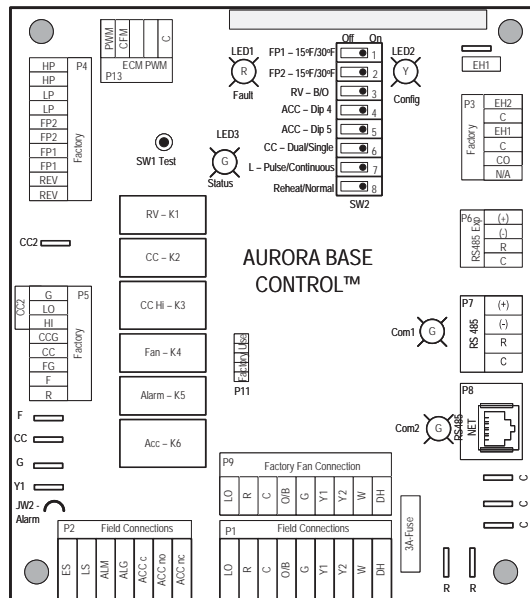 PWM
CFM
C
ECM PWM
P13
LED1
R
Fault
Off On
FP1 – 15ºF/30ºF 1
FP2 – 15ºF/30ºF 2
RV – B/O 3
ACC – Dip 4 4
ACC – Dip 5 5
CC – Dual/Single 6
L – Pulse/Continuous 7
Reheat/Normal 8
SW2
LED2
Y
Config
EH1
P4
HP
HP
LP
LP
FP2
FP2
FP1
FP1
REV
REV
Factory
SW1 Test
LED3
G
Status
P3
Factory
EH2
C
EH1
C
CO
N/A
CC2
RV – K1
CC – K2
CC Hi – K3
Fan – K4
Alarm – K5
Acc – K6
AURORA BASE
CONTROL™
P6
RS485 Exp
(+)
(-)
R
C
CC2
P5
G
LO
HI
CCG
CC
FG
F
R
Factory
Factory Use
P11
Com1
G
P7
RS 485
(+)
(-)
R
C
Com2
G
P8
RS485
NET
F
CC
G
Y1
JW2 -
Alarm
P9
Factory Fan Connection
LO
R
C
O/B
G
Y1
Y2
W
DH
C
C
C
P2
Field Connections
ES
LS
ALM
ALG
ACC c
ACC no
ACC nc
P1
Field Connections
LO
R
C
O/B
G
Y1
Y2
W
DH
3A-Fuse
R R